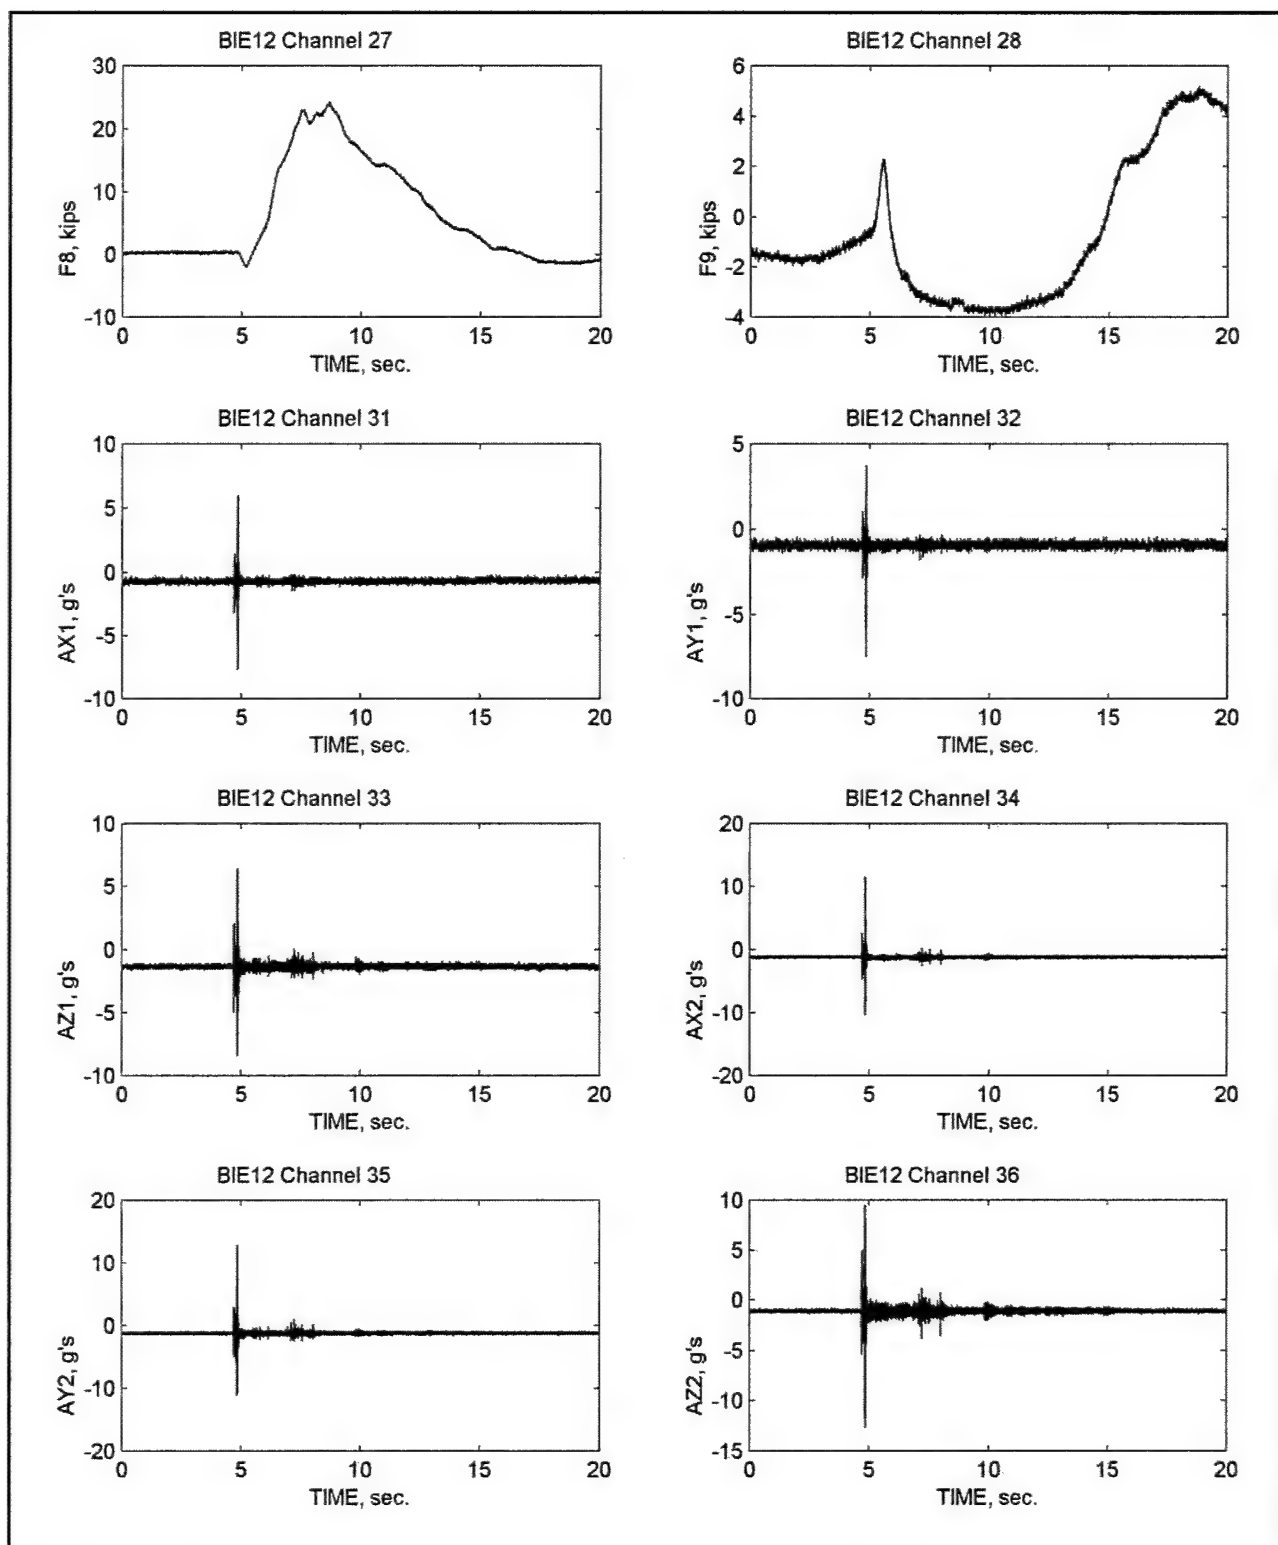 BIE12 Channel 27
30
20
10
0
-10
F8, kips
0 5 10 15 20
TIME, sec.
BIE12 Channel 28
6
4
2
0
-2
-4
F9, kips
0 5 10 15 20
TIME, sec.
BIE12 Channel 31
10
5
0
-5
-10
AX1, g's
0 5 10 15 20
TIME, sec.
BIE12 Channel 32
5
0
-5
-10
AY1, g's
0 5 10 15 20
TIME, sec.
BIE12 Channel 33
10
5
0
-5
-10
AZ1, g's
0 5 10 15 20
TIME, sec.
BIE12 Channel 34
20
10
0
-10
-20
AX2, g's
0 5 10 15 20
TIME, sec.
BIE12 Channel 35
20
10
0
-10
-20
AY2, g's
0 5 10 15 20
TIME, sec.
BIE12 Channel 36
10
5
0
-5
-10
-15
AZ2, g's
0 5 10 15 20
TIME, sec.